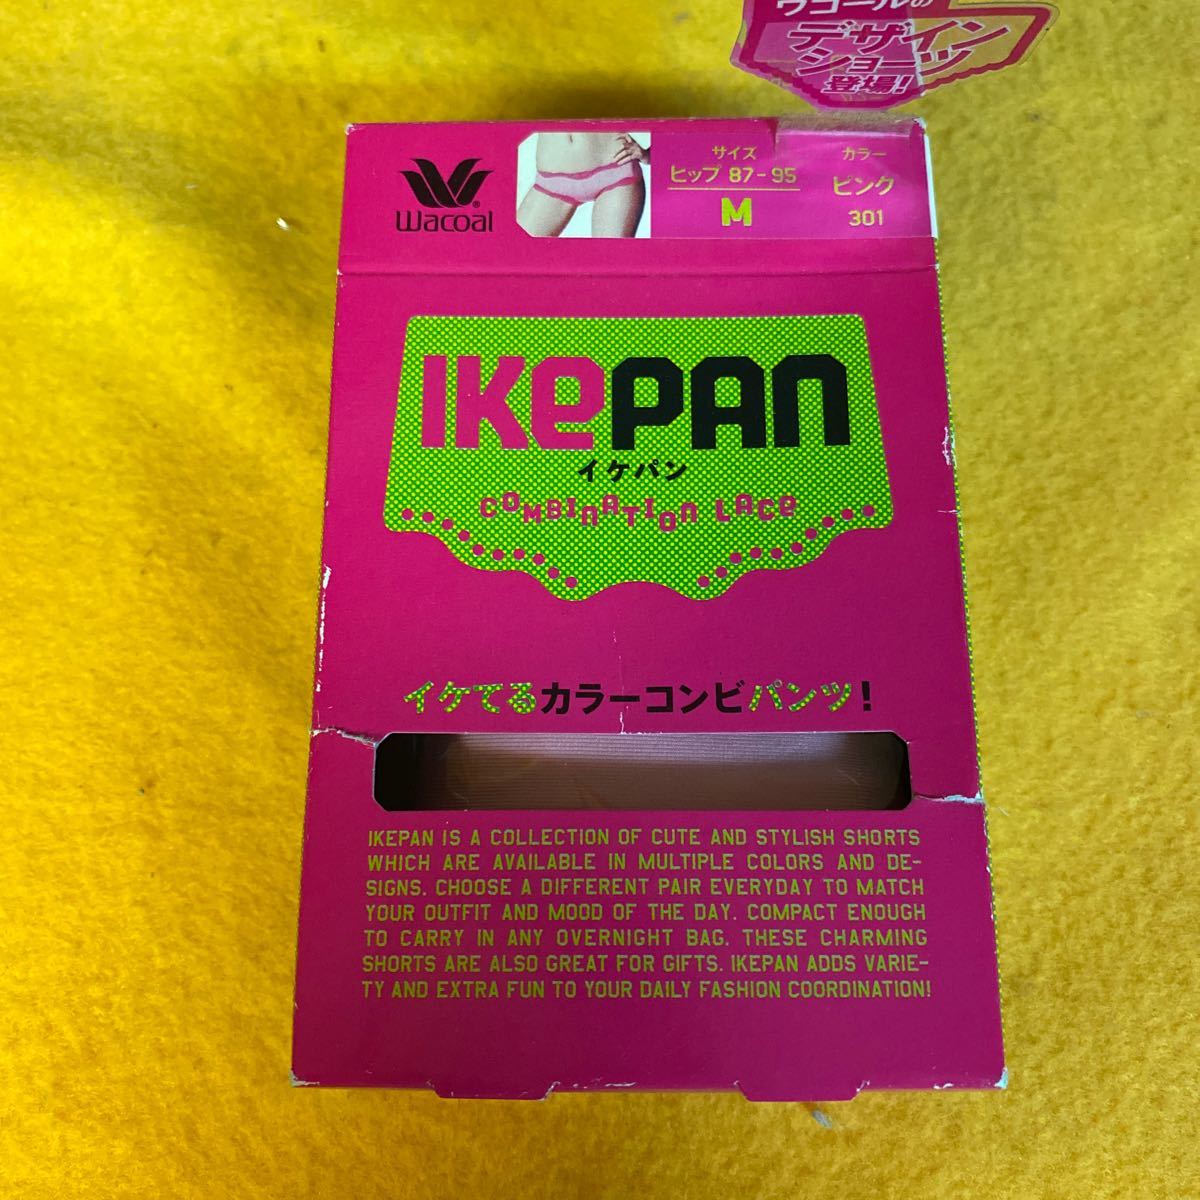 ワコールの
デザイン
ショーツ
登場!
Wacoal®
サイズ
ヒップ 87-95
M
カラー
ピンク
301
IKePAN
イケパン
COMBINATION LACe
イケてるカラーコンビパンツ!
IKEPAN IS A COLLECTION OF CUTE AND STYLISH SHORTS
WHICH ARE AVAILABLE IN MULTIPLE COLORS AND DE-
SIGNS. CHOOSE A DIFFERENT PAIR EVERYDAY TO MATCH
YOUR OUTFIT AND MOOD OF THE DAY. COMPACT ENOUGH
TO CARRY IN ANY OVERNIGHT BAG. THESE CHARMING
SHORTS ARE ALSO GREAT FOR GIFTS. IKEPAN ADDS VARIE-
TY AND EXTRA FUN TO YOUR DAILY FASHION COORDINATION!